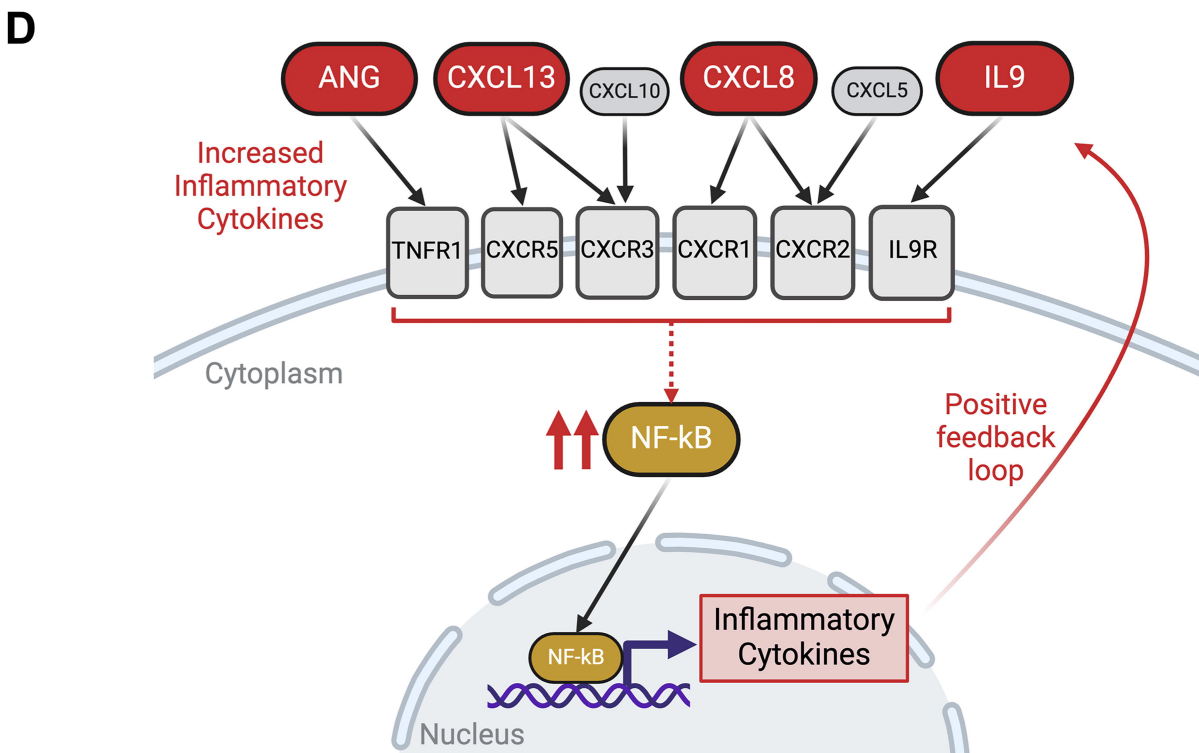 D
ANG
CXCL13
CXCL10
CXCL8
CXCL5
IL9
Increased
Inflammatory
Cytokines
TNFR1
CXCR5
CXCR3
CXCR1
CXCR2
IL9R
Cytoplasm
NF-kB
Positive
feedback
loop
Inflammatory
Cytokines
NF-kB
Nucleus